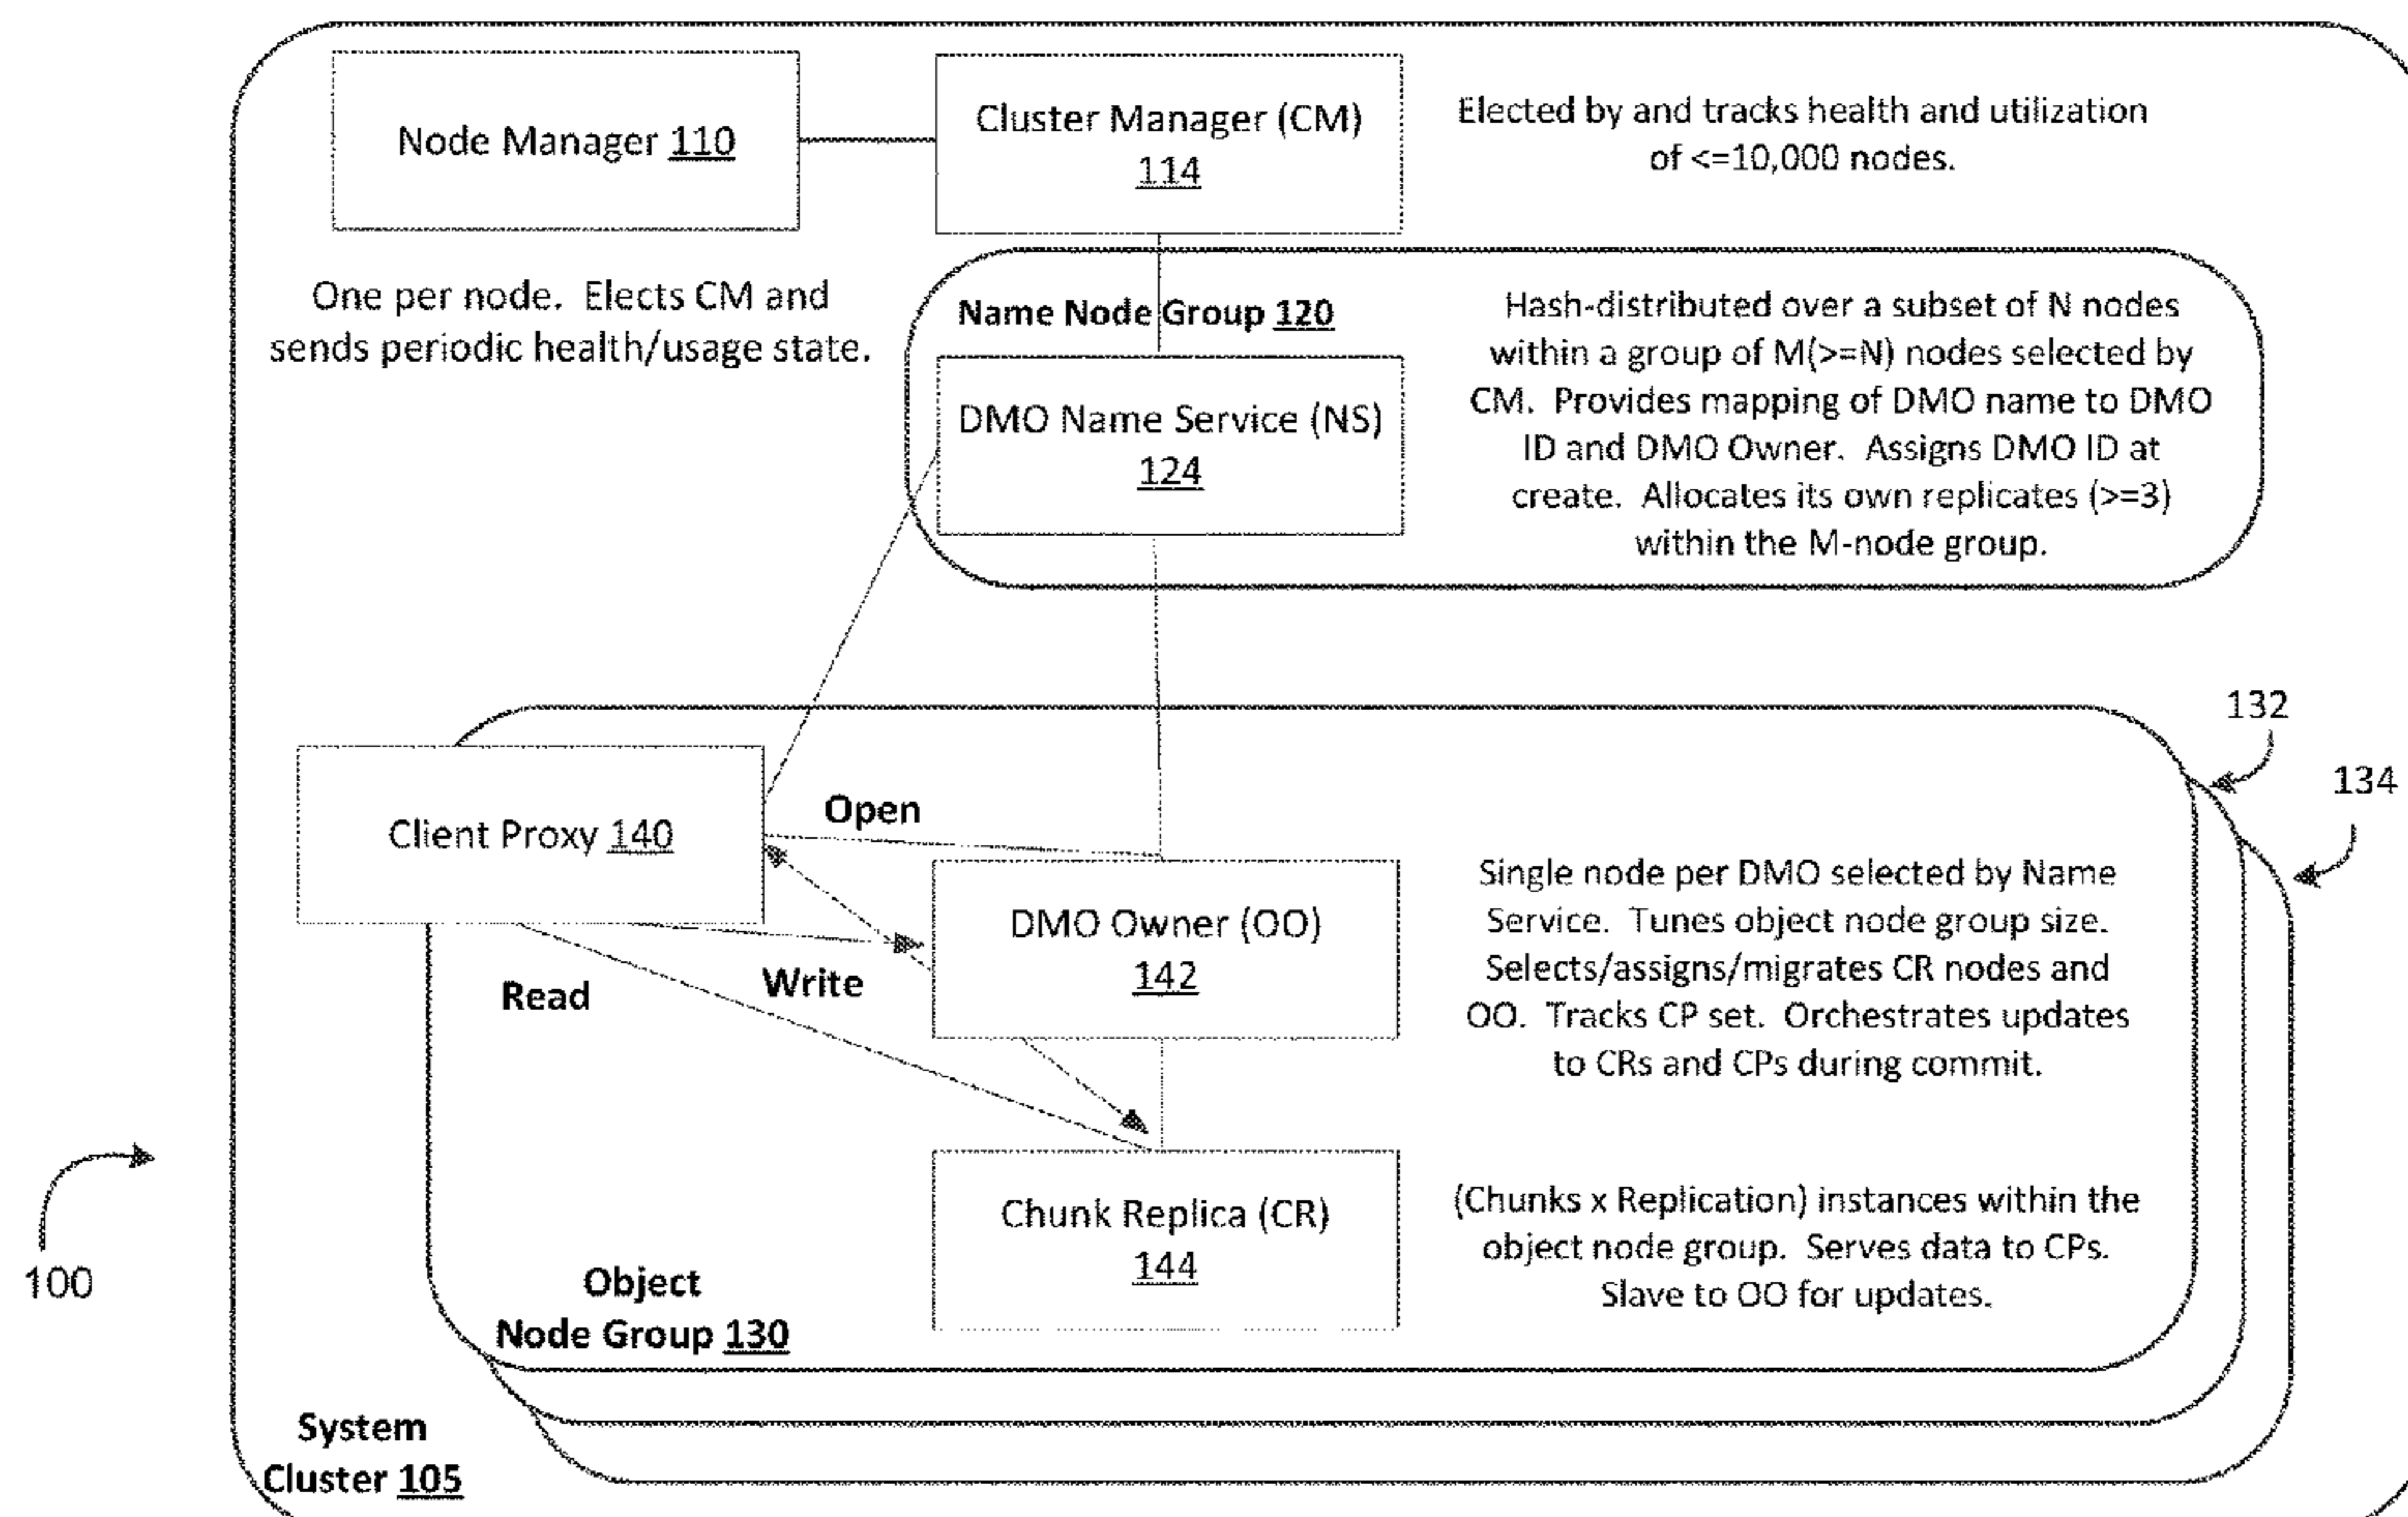 Node Manager 110
Cluster Manager (CM)
114
Elected by and tracks health and utilization
of <=10,000 nodes.
One per node. Elects CM and
sends periodic health/usage state.
Name Node Group 120
DMO Name Service (NS)
124
Hash-distributed over a subset of N nodes
within a group of M(>=N) nodes selected by
CM. Provides mapping of DMO name to DMO
ID and DMO Owner. Assigns DMO ID at
create. Allocates its own replicates (>=3)
within the M-node group.
132
134
Client Proxy 140
Open
DMO Owner (OO)
142
Read
Write
Single node per DMO selected by Name
Service. Tunes object node group size.
Selects/assigns/migrates CR nodes and
OO. Tracks CP set. Orchestrates updates
to CRs and CPs during commit.
Chunk Replica (CR)
144
(Chunks x Replication) instances within the
object node group. Serves data to CPs.
Slave to OO for updates.
100
Object
Node Group 130
System
Cluster 105